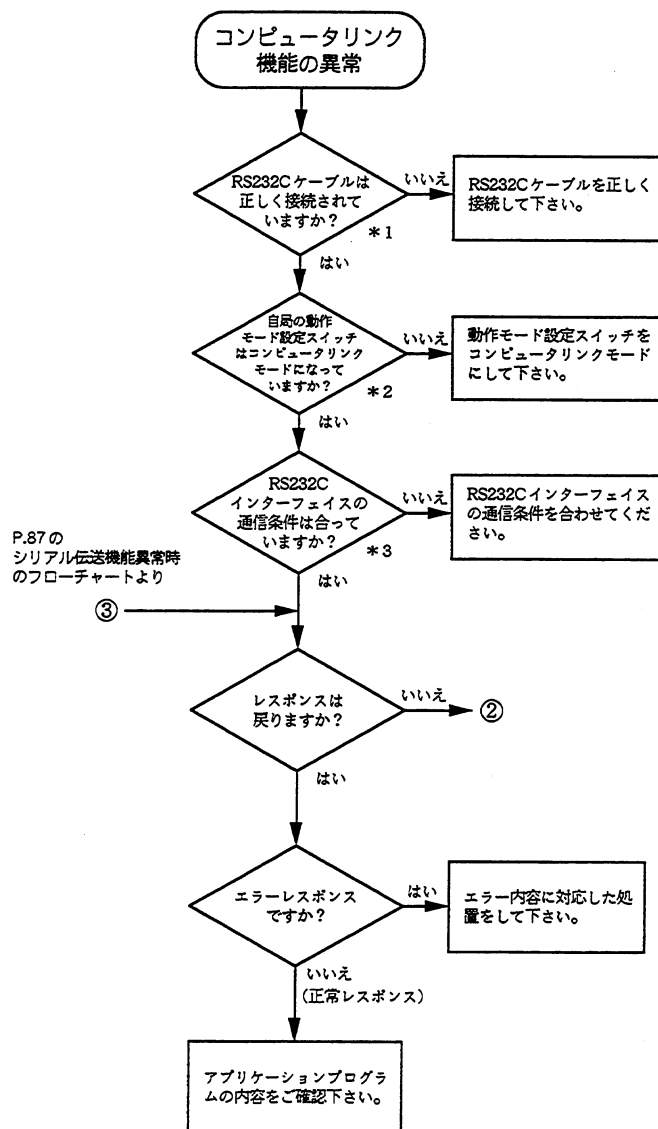 コンピュータリンク
機能の異常
RS232Cケーブルは
正しく接続されて
いますか？
＊1
いいえ
RS232Cケーブルを正しく
接続して下さい。
はい
自局の動作
モード設定スイッチ
はコンピュータリンク
モードになって
いますか？
＊2
いいえ
動作モード設定スイッチを
コンピュータリンクモード
にして下さい。
はい
RS232C
インターフェイスの
通信条件は合って
いますか？
＊3
いいえ
RS232Cインターフェイス
の通信条件を合わせてくだ
さい。
はい
P.87の
シリアル伝送機能異常時
のフローチャートより
③
レスポンスは
戻りますか？
いいえ
②
はい
エラーレスポンス
ですか？
はい
エラー内容に対応した処
置をして下さい。
いいえ
（正常レスポンス）
アプリケーションプログラ
ムの内容をご確認下さい。